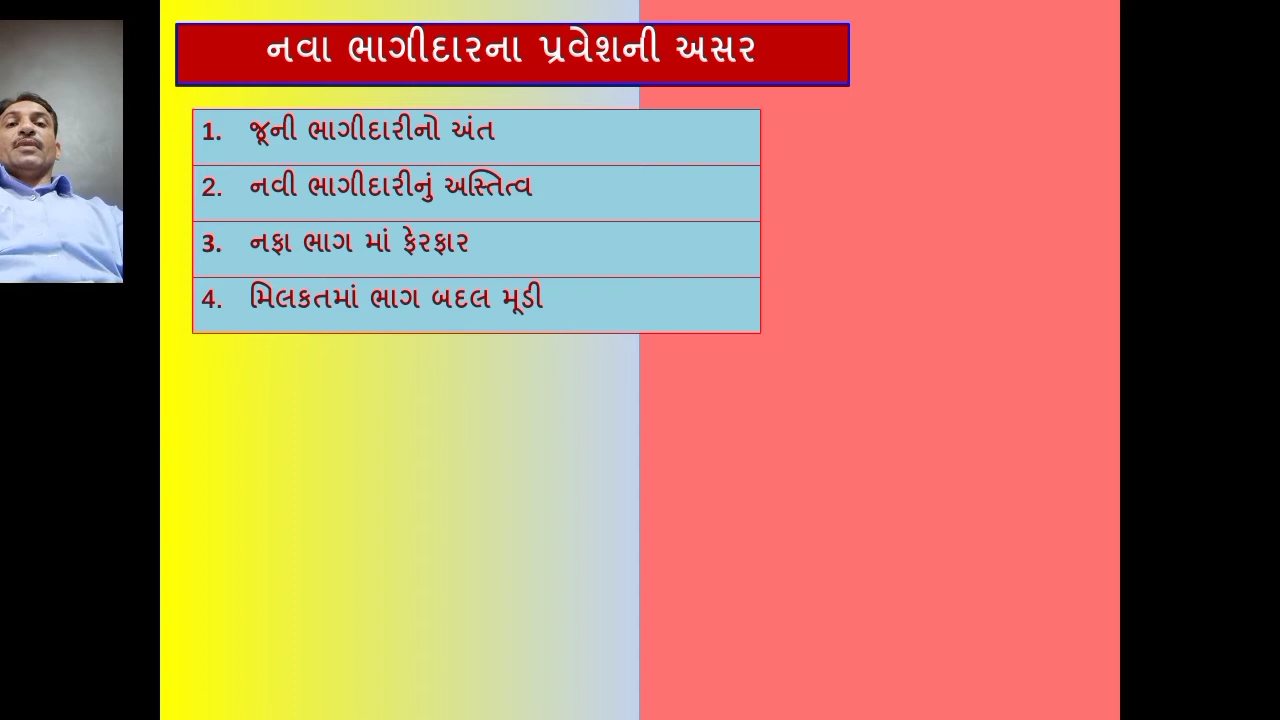 નવા ભાગીદારના પ્રવેશની અસર
1. જૂની ભાગીદારીનો અંત
2. નવી ભાગીદારીનું અસ્તિત્વ
3. નફા ભાગ માં ફેરફાર
4. મિલકતમાં ભાગ બદલ મૂડી